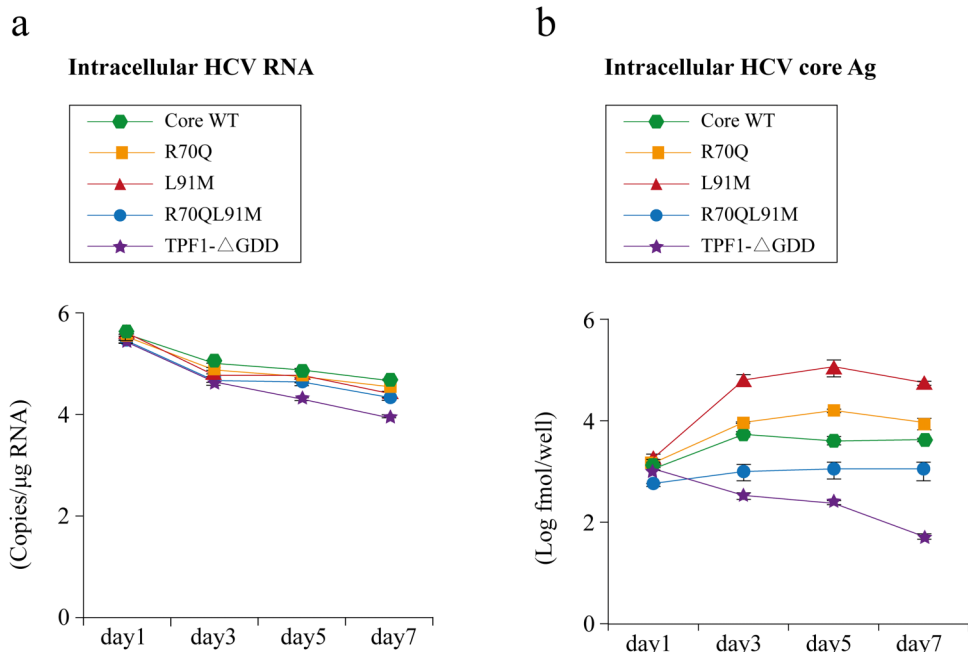 a
Intracellular HCV RNA
Core WT
R70Q
L91M
R70QL91M
TPF1-△GDD
6
4
2
0
(Copies/μg RNA)
day1 day3 day5 day7
b
Intracellular HCV core Ag
Core WT
R70Q
L91M
R70QL91M
TPF1-△GDD
6
4
2
0
(Log fmol/well)
day1 day3 day5 day7